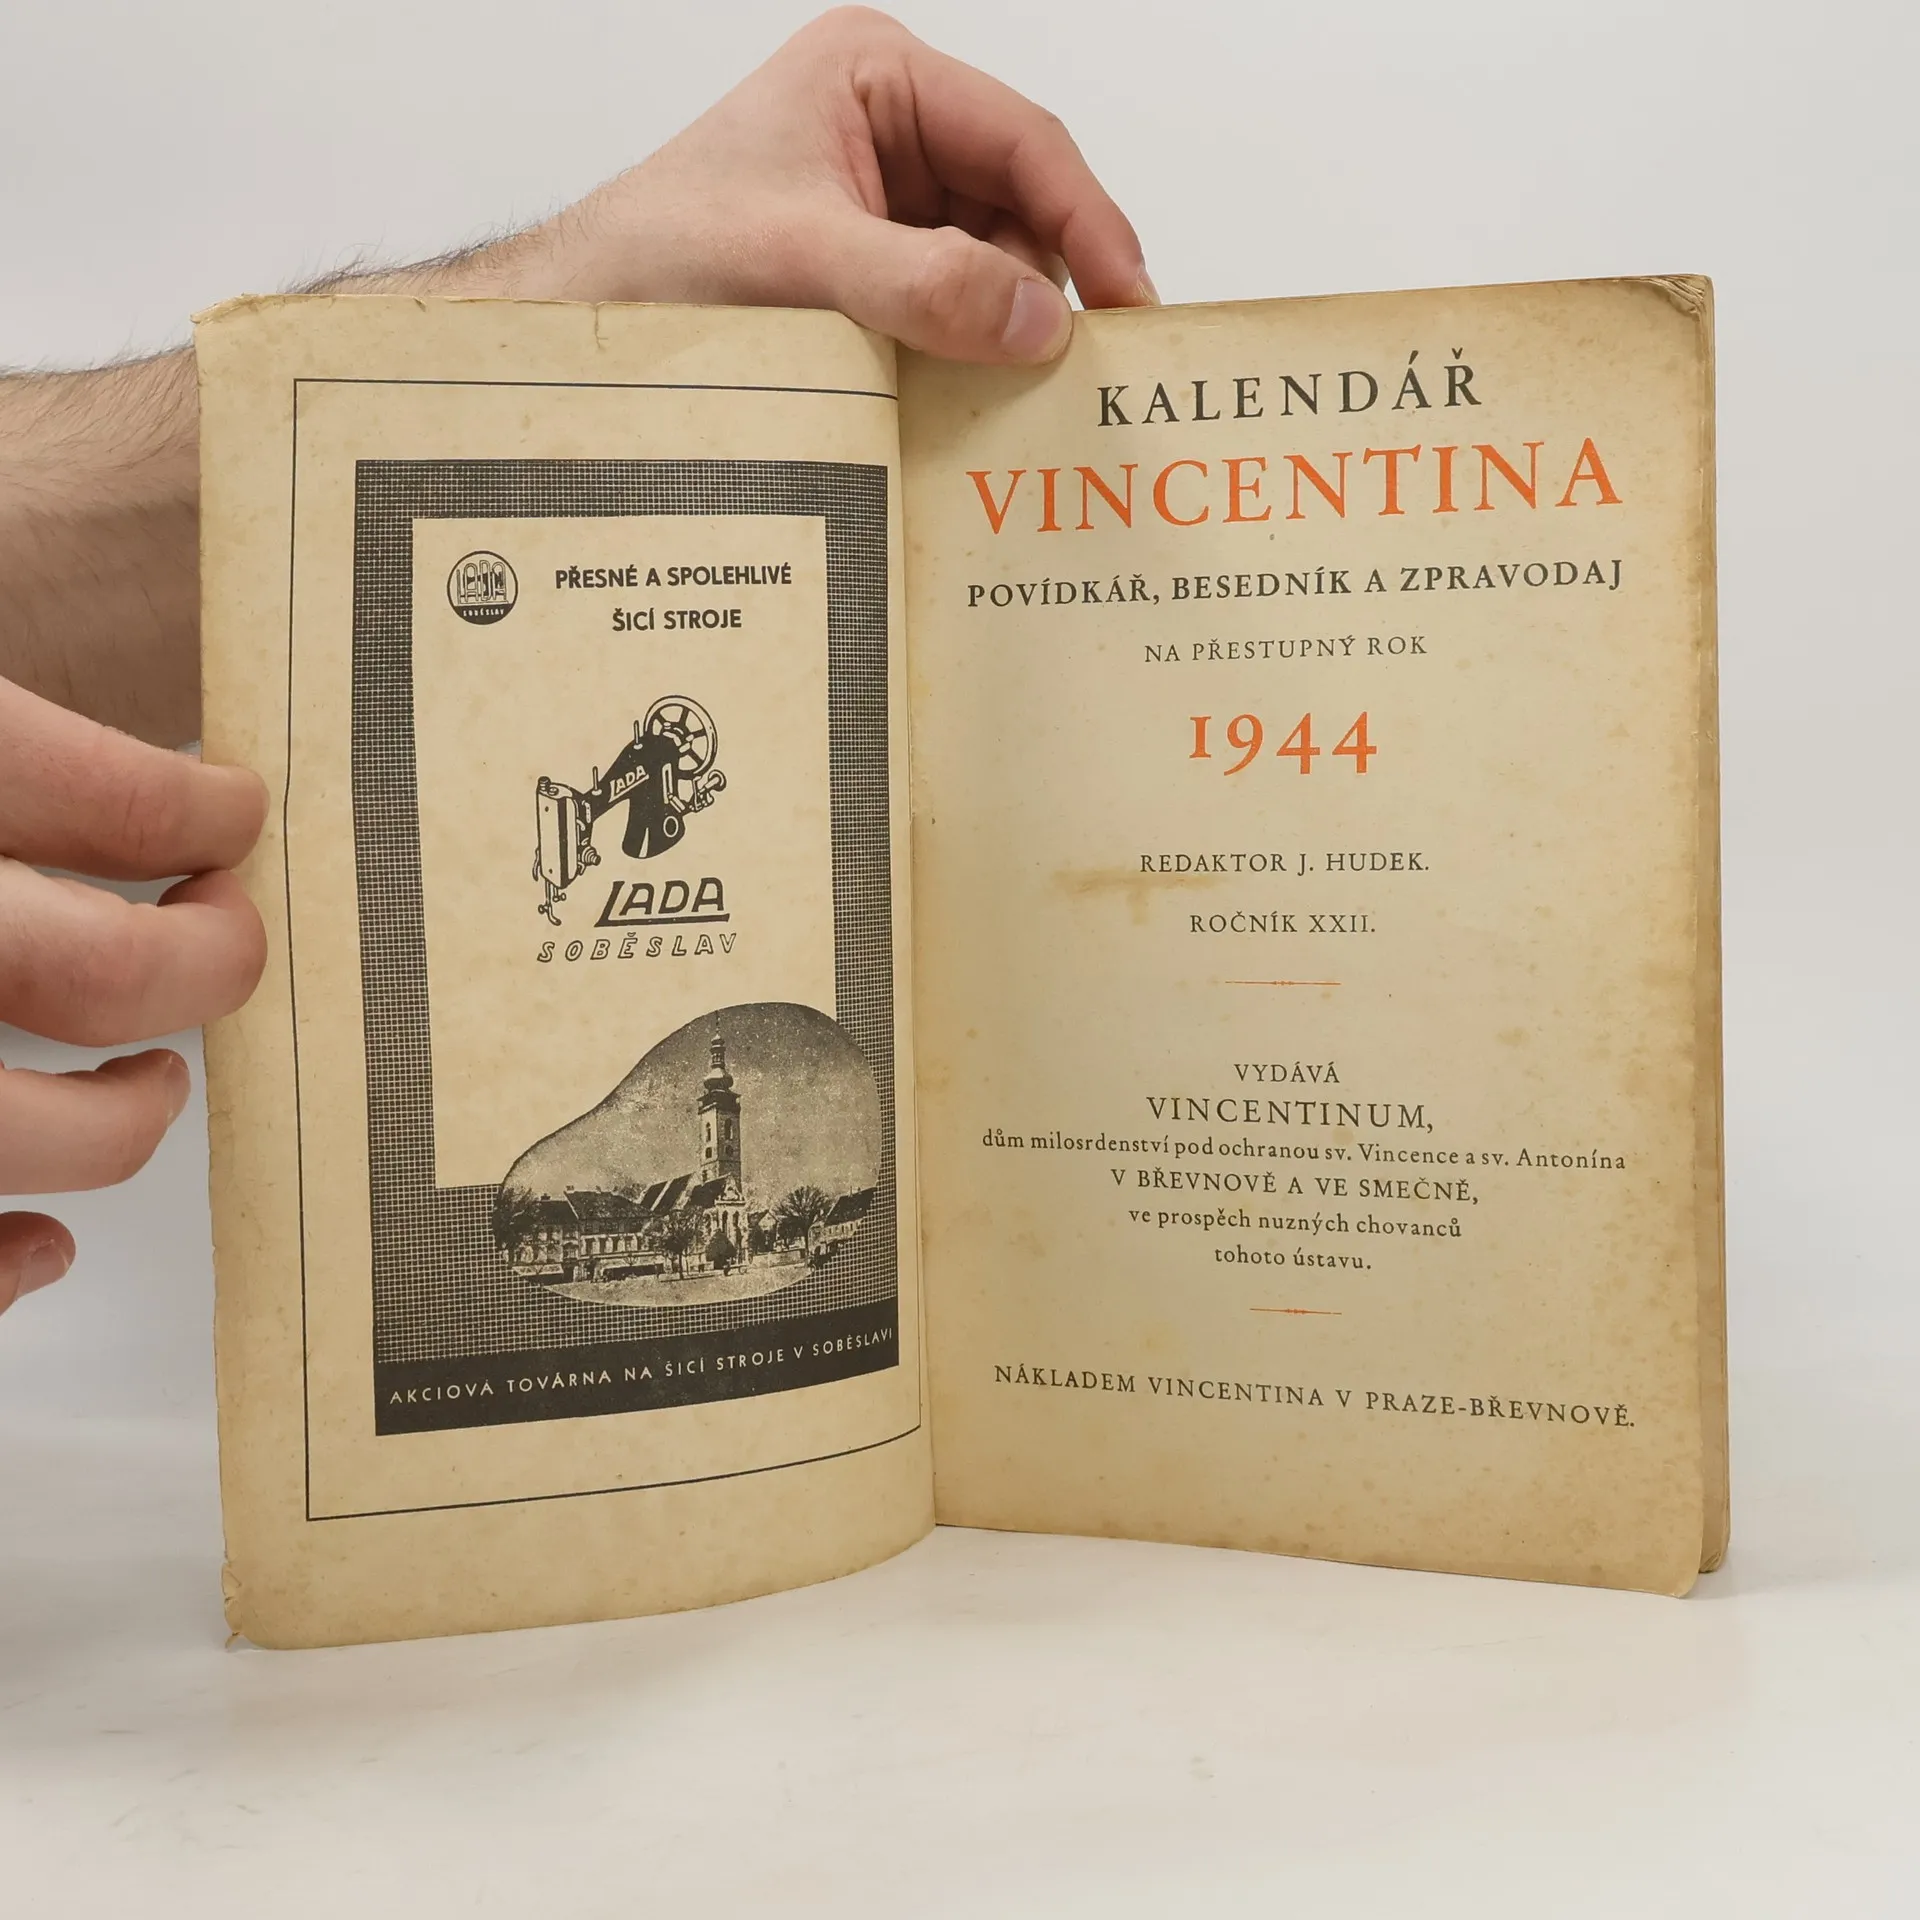 LADA
SOBĚSLAV
PŘESNÉ A SPOLEHLIVÉ
ŠICÍ STROJE
LADA
LADA
SOBĚSLAV
AKCIOVÁ TOVÁRNA NA ŠICÍ STROJE V SOBĚSLAVI
KALENDÁŘ
VINCENTINA
POVÍDKÁŘ, BESEDNÍK A ZPRAVODAJ
NA PŘESTUPNÝ ROK
1944
REDAKTOR J. HUDEK.
ROČNÍK XXII.
VYDÁVÁ
VINCENTINUM,
dům milosrdenství pod ochranou sv. Vincence a sv. Antonína
V BŘEVNOVĚ A VE SMEČNĚ,
ve prospěch nuzných chovanců
tohoto ústavu.
NÁKLADEM VINCENTINA V PRAZE-BŘEVNOVĚ.